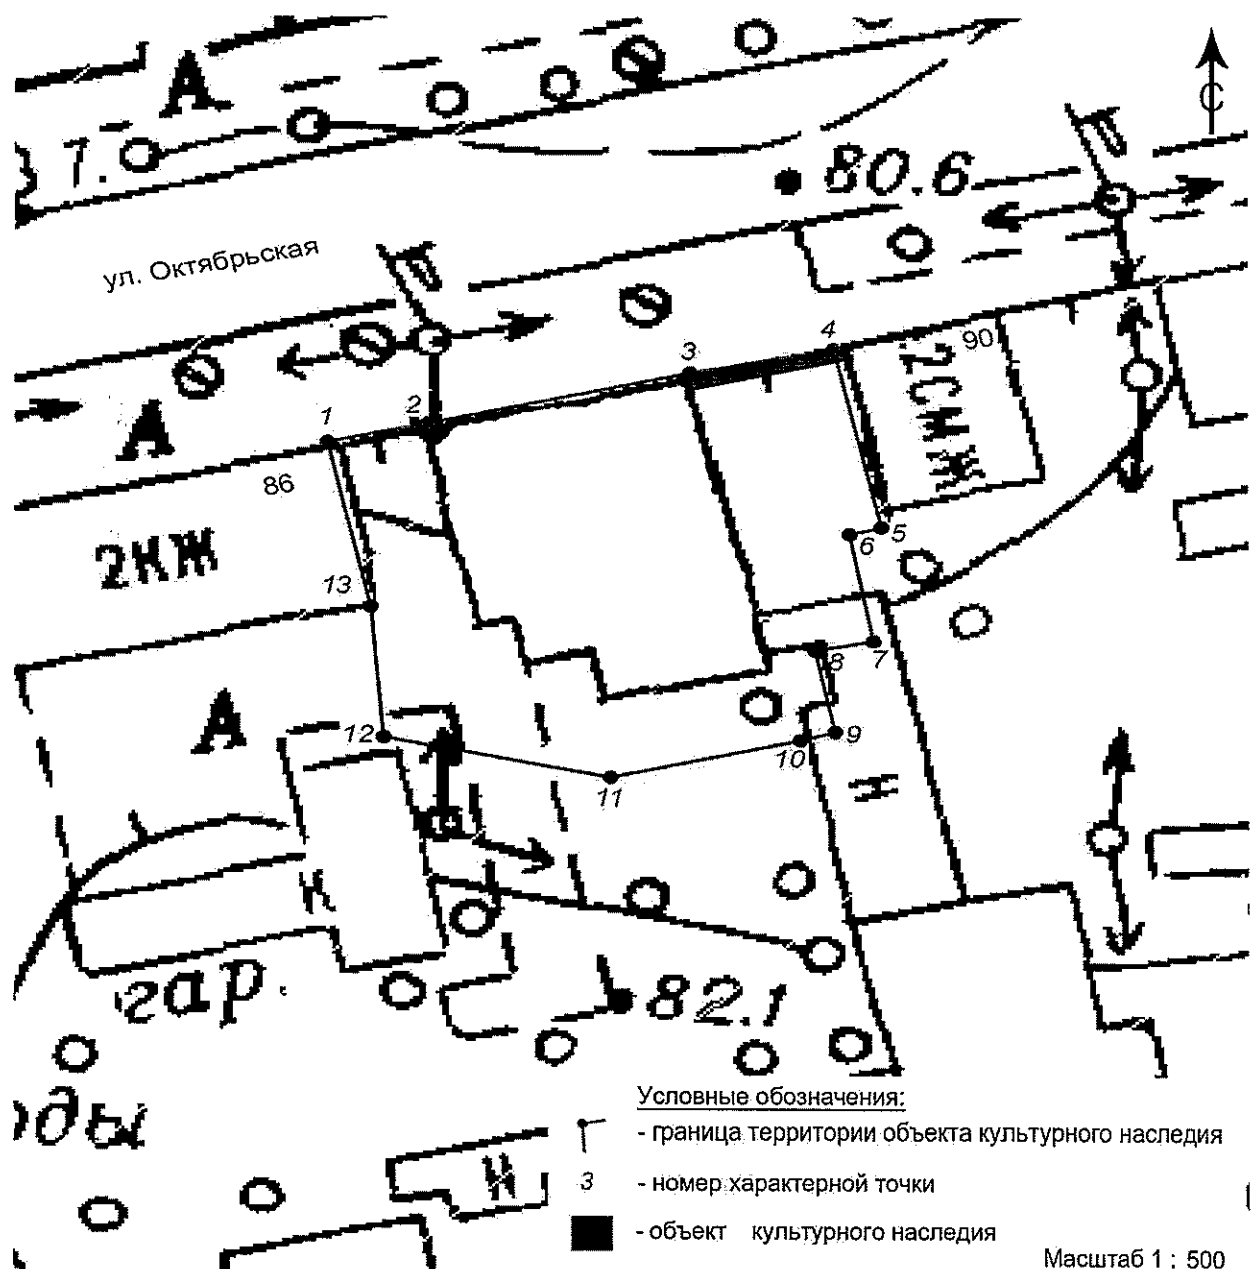 А
С
7.
80.6
ул. Октябрьская
4
3
90
2СМЖ
1
2
А
86
5
6
2КЖ
13
7
8
А
12
9
10
11
Н
К
гар.
82.1
Условные обозначения:
- граница территории объекта культурного наследия
3 - номер характерной точки
- объект культурного наследия
Н
Масштаб 1 : 500